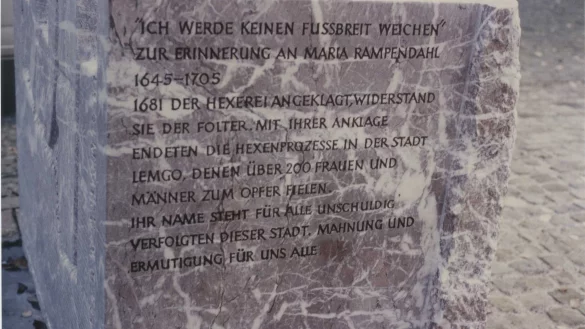 "ICH WERDE KEINEN FUSSBREIT WEICHEN"
ZUR ERINNERUNG AN MARIA RAMPENDAHL
1645–1705
1681 DER HEXEREI ANGEKLAGT, WIDERSTAND
SIE DER FOLTER. MIT IHRER ANKLAGE
ENDETEN DIE HEXENPROZESSE IN DER STADT
LEMGO, DENEN ÜBER 200 FRAUEN UND
MÄNNER ZUM OPFER FIELEN.
IHR NAME STEHT FÜR ALLE UNSCHULDIG
VERFOLGTEN DIESER STADT, MAHNUNG UND
ERMUTIGUNG FÜR UNS ALLE